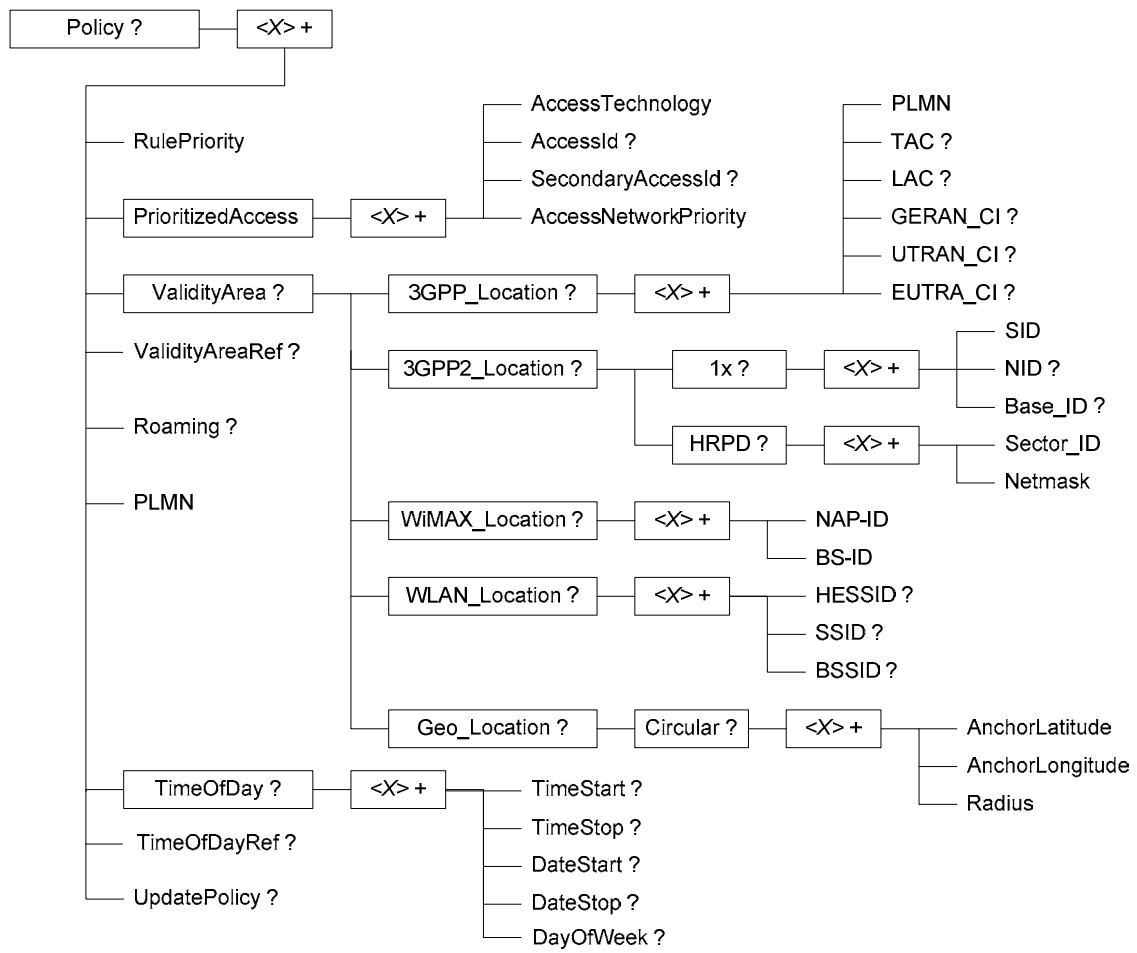 Policy ? <X> +
AccessTechnology PLMN
RulePriority AccessId ? TAC ?
SecondaryAccessId ? LAC ?
PrioritizedAccess <X> + AccessNetworkPriority GERAN_CI ?
UTRAN_CI ?
ValidityArea ? 3GPP_Location ? <X> + EUTRA_CI ?
SID
ValidityAreaRef ?
3GPP2_Location ? 1x ? <X> + NID ?
Base_ID ?
Roaming ?
HRPD ? <X> + Sector_ID
Netmask
PLMN
WiMAX_Location ? <X> + NAP-ID
BS-ID
WLAN_Location ? <X> + HESSID ?
SSID ?
BSSID ?
Geo_Location ? Circular ? <X> + AnchorLatitude
AnchorLongitude
TimeOfDay ? <X> + TimeStart ?
Radius
TimeStop ?
TimeOfDayRef ?
DateStart ?
UpdatePolicy ? DateStop ?
DayOfWeek ?